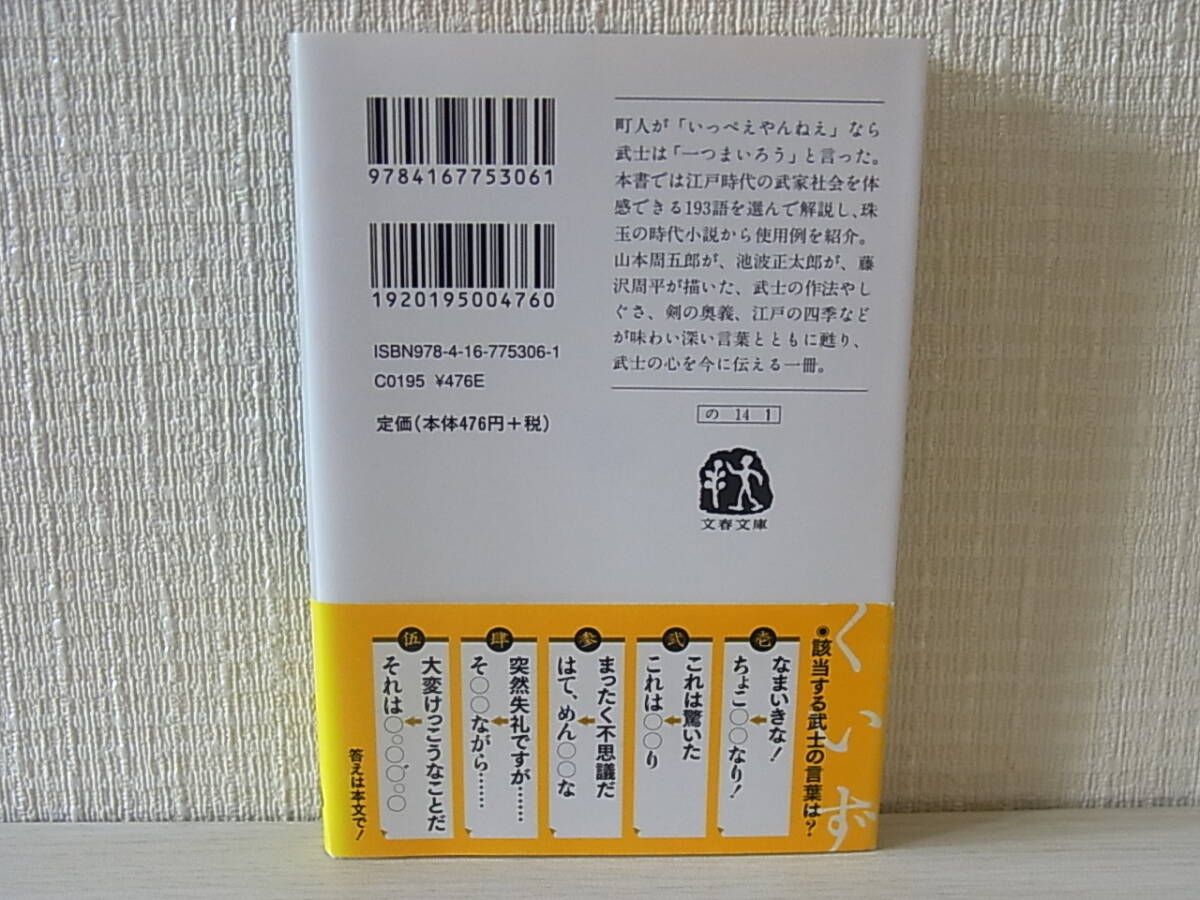 9784167753061
1920195004760
ISBN978-4-16-775306-1
C0195 ¥476E
定価(本体476円+税)
町人が「いっぺえやんねえ」なら
武士は「一つまいろう」と言った。
本書では江戸時代の武家社会を体
感できる193語を選んで解説し、珠
玉の時代小説から使用例を紹介。
山本周五郎が、池波正太郎が、藤
沢周平が描いた、武士の作法やし
ぐさ、剣の奥義、江戸の四季など
が味わい深い言葉とともに甦り、
武士の心を今に伝える一冊。
の 14 1
文春文庫
くいず
◉該当する武士の言葉は?
壱
なまいきな!
ちょこ○○なり!
弐
これは驚いた
これは○○り
参
まったく不思議だ
はて、めん○○な
肆
突然失礼ですが……
そ○○ながら……
伍
大変けっこうなことだ
それは○。○○゛。○
答えは本文で!